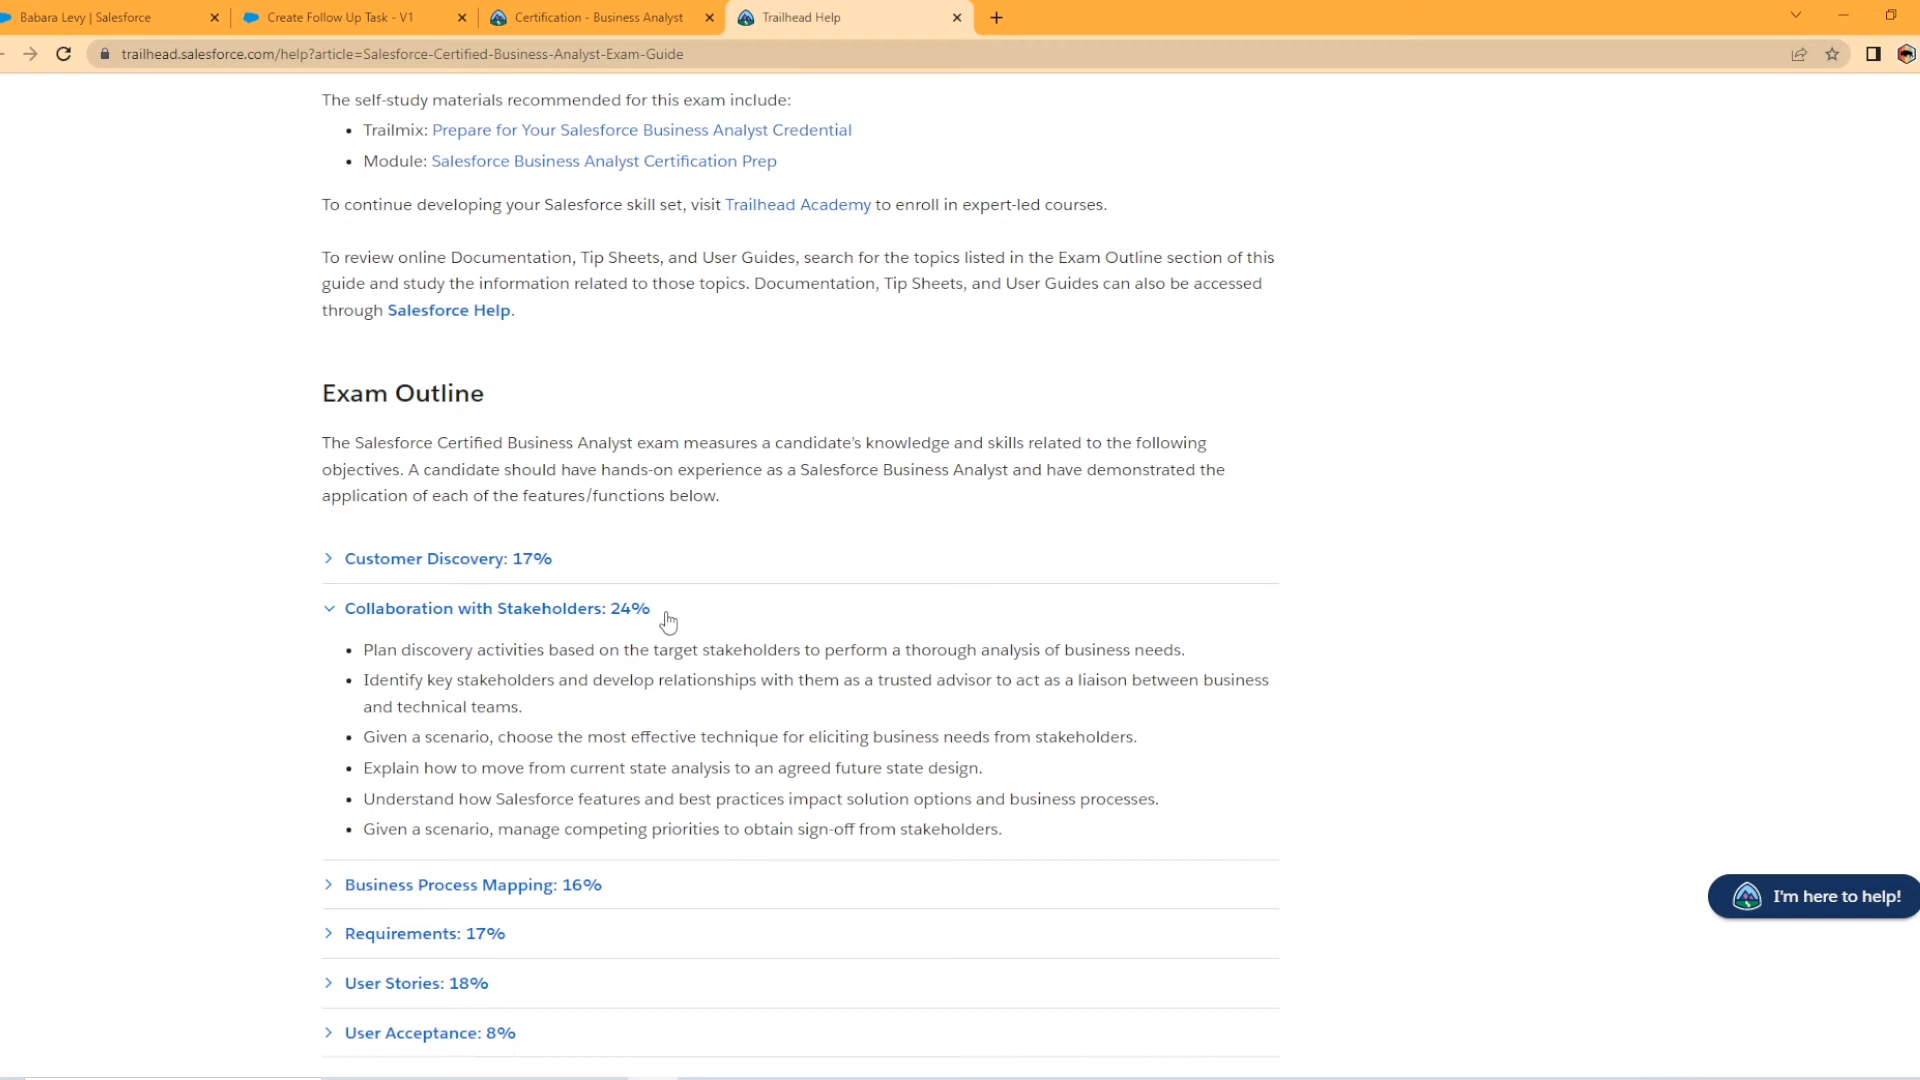 Babara Levy | Salesforce
Create Follow Up Task - V1
Certification - Business Analyst
Trailhead Help
trailhead.salesforce.com/help?article=Salesforce-Certified-Business-Analyst-Exam-Guide
The self-study materials recommended for this exam include:
• Trailmix: Prepare for Your Salesforce Business Analyst Credential
• Module: Salesforce Business Analyst Certification Prep
To continue developing your Salesforce skill set, visit Trailhead Academy to enroll in expert-led courses.
To review online Documentation, Tip Sheets, and User Guides, search for the topics listed in the Exam Outline section of this
guide and study the information related to those topics. Documentation, Tip Sheets, and User Guides can also be accessed
through Salesforce Help.
Exam Outline
The Salesforce Certified Business Analyst exam measures a candidate’s knowledge and skills related to the following
objectives. A candidate should have hands-on experience as a Salesforce Business Analyst and have demonstrated the
application of each of the features/functions below.
Customer Discovery: 17%
Collaboration with Stakeholders: 24%
• Plan discovery activities based on the target stakeholders to perform a thorough analysis of business needs.
• Identify key stakeholders and develop relationships with them as a trusted advisor to act as a liaison between business
and technical teams.
• Given a scenario, choose the most effective technique for eliciting business needs from stakeholders.
• Explain how to move from current state analysis to an agreed future state design.
• Understand how Salesforce features and best practices impact solution options and business processes.
• Given a scenario, manage competing priorities to obtain sign-off from stakeholders.
Business Process Mapping: 16%
I'm here to help!
Requirements: 17%
User Stories: 18%
User Acceptance: 8%